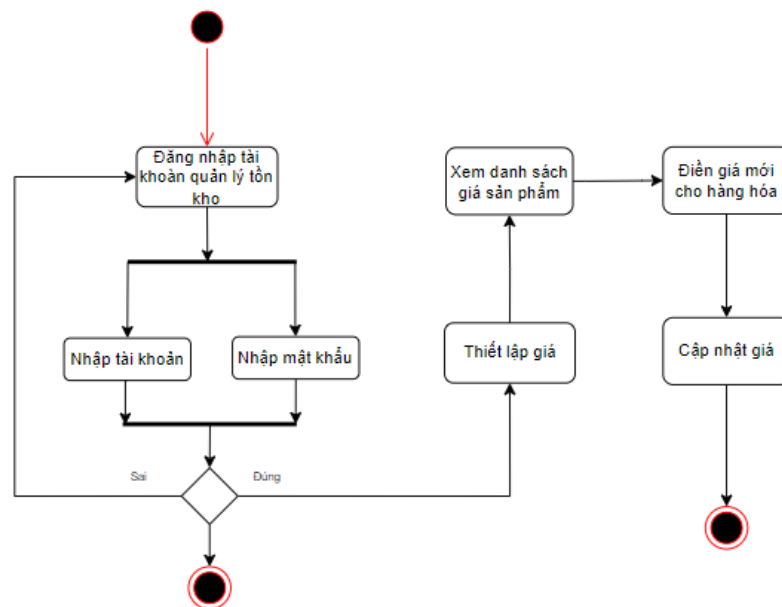 Đăng nhập tài
khoàn quản lý tồn
kho
Nhập tài khoản
Nhập mật khẩu
Sai
Đúng
Xem danh sách
giá sản phẩm
Thiết lập giá
Điền giá mới
cho hàng hóa
Cập nhật giá